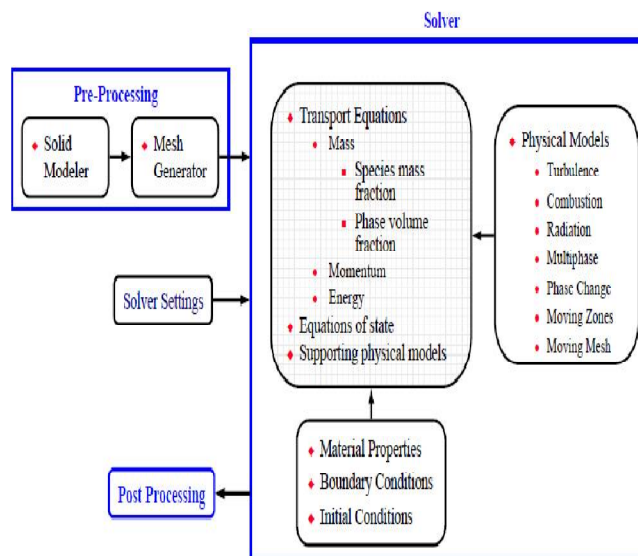 Solver
Pre-Processing
Solid
Modeler
Mesh
Generator
Transport Equations
Mass
Species mass
fraction
Phase volume
fraction
Momentum
Energy
Equations of state
Supporting physical models
Physical Models
Turbulence
Combustion
Radiation
Multiphase
Phase Change
Moving Zones
Moving Mesh
Solver Settings
Material Properties
Boundary Conditions
Initial Conditions
Post Processing